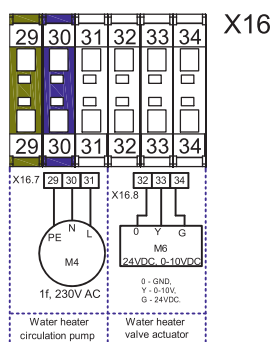 X16
29 30 31 32 33 34
29 30 31 32 33 34
X16.7 29 30 31 32 33 34
X16.8
PE N L
M4
1f, 230V AC
0 Y G
M6
24VDC, 0-10VDC
0 - GND,
Y - 0-10V,
G - 24VDC.
Water heater
circulation pump
Water heater
valve actuator